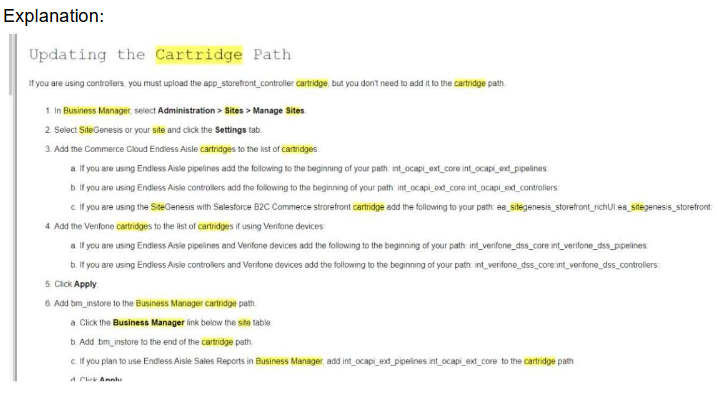 Explanation:
Updating the Cartridge Path
If you are using controllers, you must upload the app_storefront_controller cartridge, but you don't need to add it to the cartridge path.
1. In Business Manager, select Administration > Sites > Manage Sites.
2. Select SiteGenesis or your site and click the Settings tab.
3. Add the Commerce Cloud Endless Aisle cartridges to the list of cartridges:
a. If you are using Endless Aisle pipelines add the following to the beginning of your path: int_ocapi_ext_core:int_ocapi_ext_pipelines:
b. If you are using Endless Aisle controllers add the following to the beginning of your path: int_ocapi_ext_core:int_ocapi_ext_controllers:
c. If you are using the SiteGenesis with Salesforce B2C Commerce strorefront cartridge add the following to your path: ea_sitegenesis_storefront_richUI:ea_sitegenesis_storefront:
4. Add the Verifone cartridges to the list of cartridges if using Verifone devices:
a. If you are using Endless Aisle pipelines and Verifone devices add the following to the beginning of your path: int_verifone_dss_core:int_verifone_dss_pipelines:
b. If you are using Endless Aisle controllers and Verifone devices add the following to the beginning of your path: int_verifone_dss_core:int_verifone_dss_controllers:
5. Click Apply.
6. Add bm_instore to the Business Manager cartridge path.
a. Click the Business Manager link below the site table.
b. Add :bm_instore to the end of the cartridge path.
c. If you plan to use Endless Aisle Sales Reports in Business Manager, add int_ocapi_ext_pipelines:int_ocapi_ext_core: to the cartridge path.
d. Click Apply.